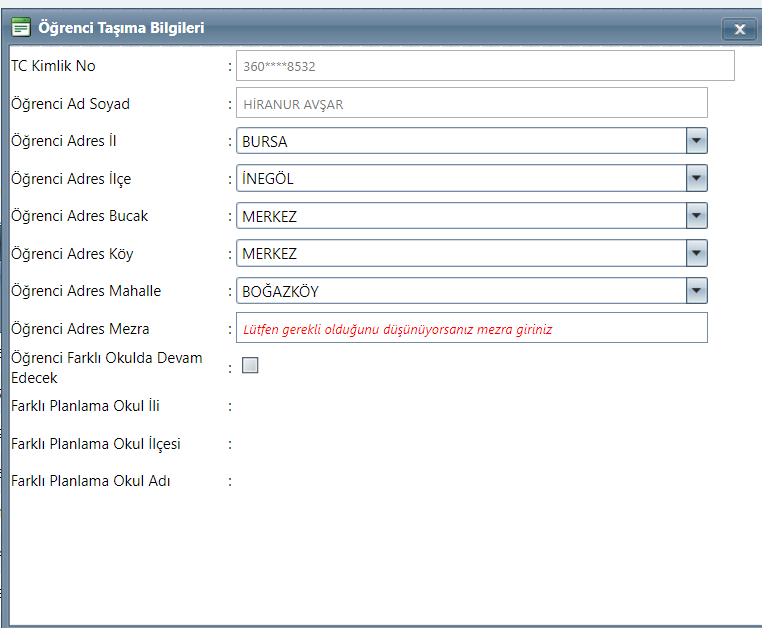 Öğrenci Taşıma Bilgileri
TC Kimlik No : 360****8532
Öğrenci Ad Soyad : HİRANUR AVŞAR
Öğrenci Adres İl : BURSA
Öğrenci Adres İlçe : İNEGÖL
Öğrenci Adres Bucak : MERKEZ
Öğrenci Adres Köy : MERKEZ
Öğrenci Adres Mahalle : BOĞAZKÖY
Öğrenci Adres Mezra : Lütfen gerekli olduğunu düşünüyorsanız mezra giriniz
Öğrenci Farklı Okulda Devam
Edecek :
Farklı Planlama Okul İli :
Farklı Planlama Okul İlçesi :
Farklı Planlama Okul Adı :